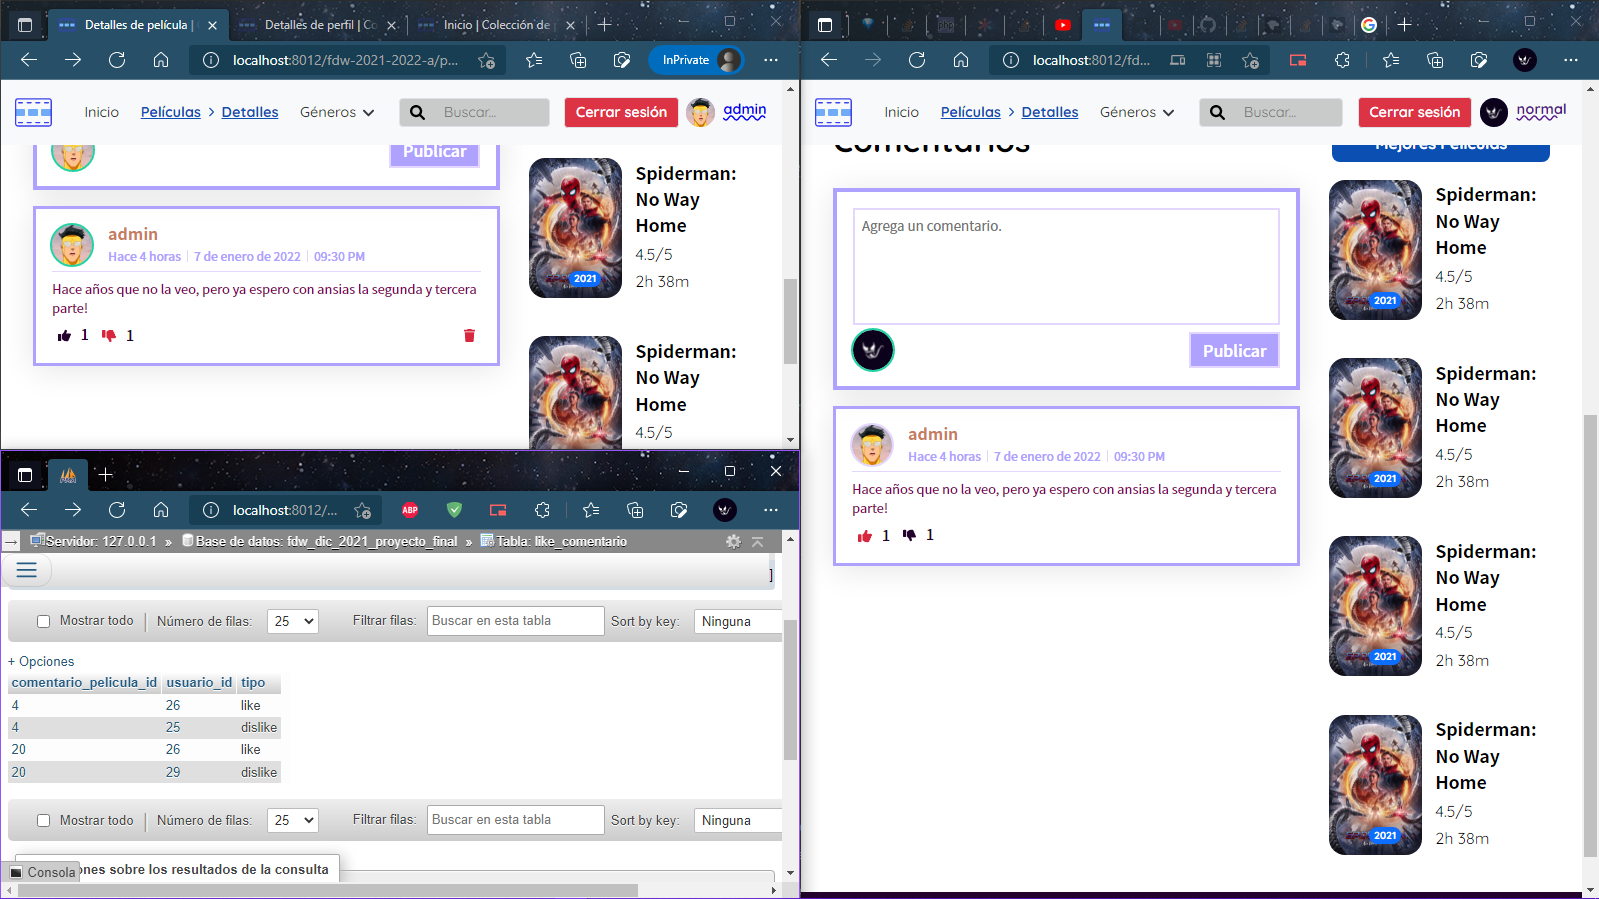 Detalles de película |
Detalles de perfil | Co
Inicio | Colección de
localhost:8012/fdw-2021-2022-a/p...
InPrivate
Inicio
Películas > Detalles
Géneros
Buscar...
Cerrar sesión
admin
Publicar
admin
Hace 4 horas | 7 de enero de 2022 | 09:30 PM
Hace años que no la veo, pero ya espero con ansias la segunda y tercera
parte!
1 1
Spiderman:
No Way
Home
4.5/5
2h 38m
2021
Spiderman:
No Way
Home
4.5/5
localhost:8012/...
ABP
Servidor: 127.0.0.1 » Base de datos: fdw_dic_2021_proyecto_final » Tabla: like_comentario
]
Mostrar todo | Número de filas: 25 Filtrar filas: Buscar en esta tabla Sort by key: Ninguna
+ Opciones
comentario_pelicula_id usuario_id tipo
4 26 like
4 25 dislike
20 26 like
20 29 dislike
Mostrar todo | Número de filas: 25 Filtrar filas: Buscar en esta tabla Sort by key: Ninguna
Consola
ones sobre los resultados de la consulta
localhost:8012/fd...
Inicio
Películas > Detalles
Géneros
Buscar...
Cerrar sesión
normal
Comentarios
Agrega un comentario.
Publicar
admin
Hace 4 horas | 7 de enero de 2022 | 09:30 PM
Hace años que no la veo, pero ya espero con ansias la segunda y tercera
parte!
1 1
Mejores Películas
Spiderman:
No Way
Home
4.5/5
2h 38m
2021
Spiderman:
No Way
Home
4.5/5
2h 38m
2021
Spiderman:
No Way
Home
4.5/5
2h 38m
2021
Spiderman:
No Way
Home
4.5/5
2h 38m
2021